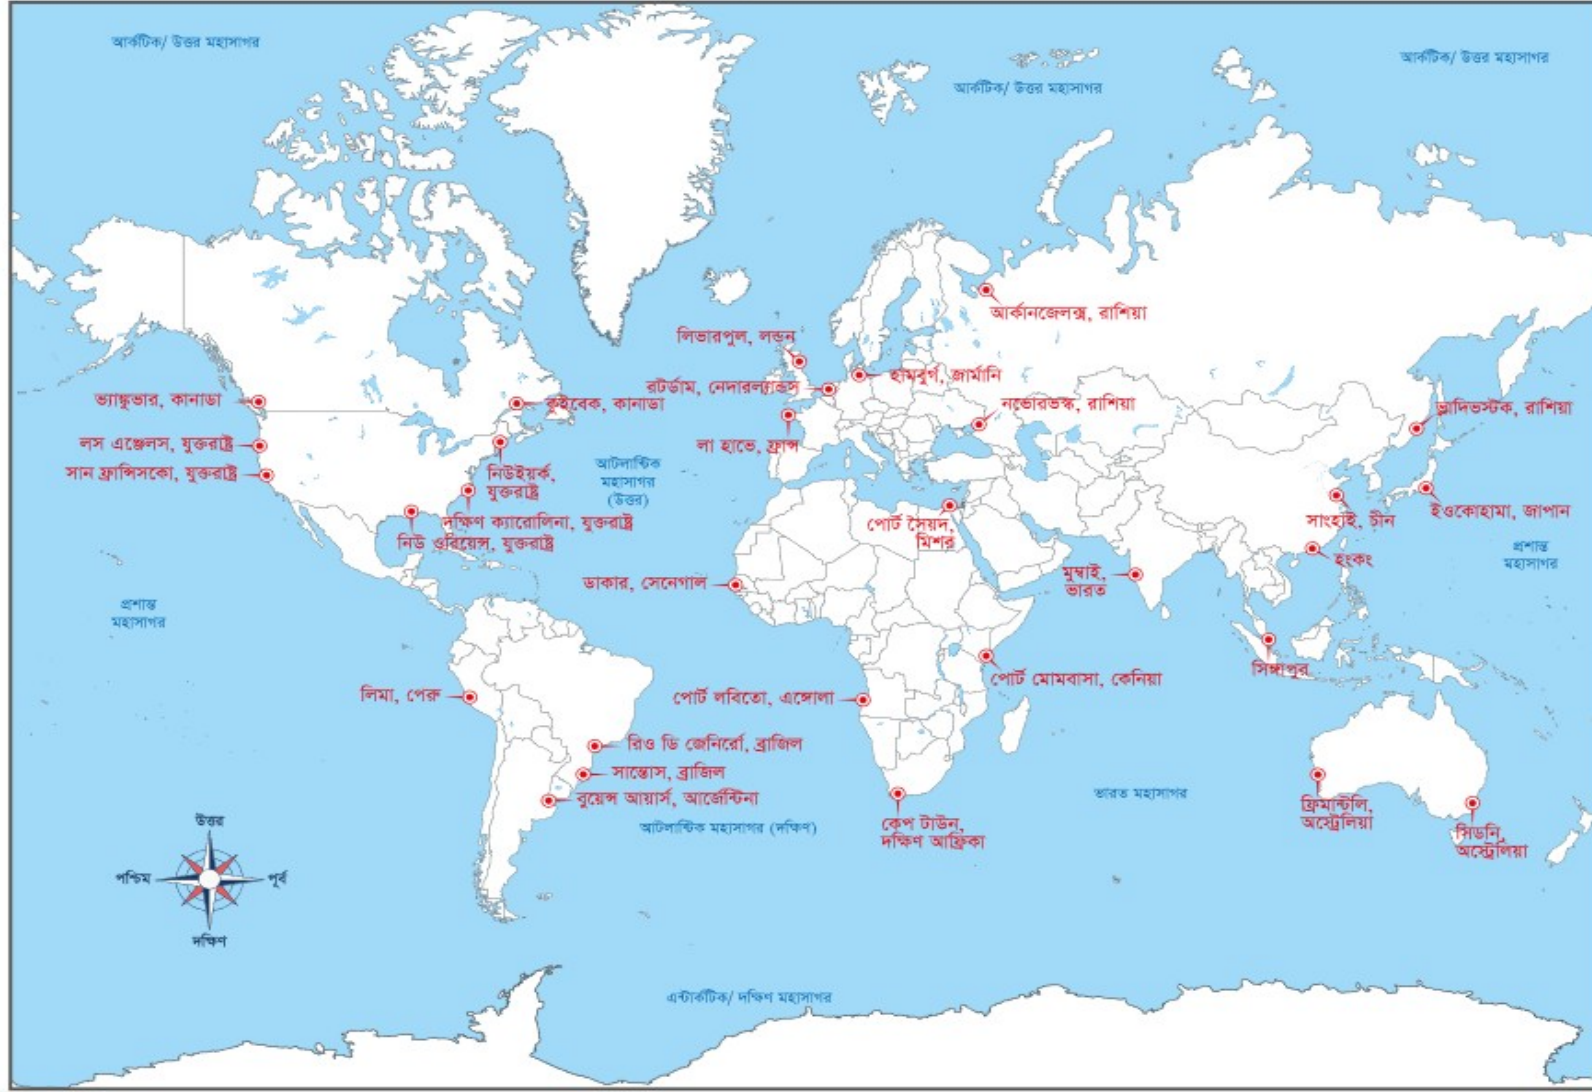 আর্কটিক/ উত্তর মহাসাগর
আর্কটিক/ উত্তর মহাসাগর
আর্কটিক/ উত্তর মহাসাগর
আর্কানজেলক্স, রাশিয়া
লিভারপুল, লন্ডন
হামবুর্গ, জার্মানি
রটর্ডাম, নেদারল্যান্ডস
ভ্যাঙ্কুভার, কানাডা
কুইবেক, কানাডা
নভোরভস্ক, রাশিয়া
ভ্লাদিভস্টক, রাশিয়া
লস এঞ্জেলস, যুক্তরাষ্ট্র
লা হাভে, ফ্রান্স
সান ফ্রান্সিসকো, যুক্তরাষ্ট্র
নিউইয়র্ক,
যুক্তরাষ্ট্র
আটলান্টিক
মহাসাগর
(উত্তর)
দক্ষিণ ক্যারোলিনা, যুক্তরাষ্ট্র
নিউ ওরিয়েন্স, যুক্তরাষ্ট্র
পোর্ট সৈয়দ,
মিশর
সাংহাই, চীন
ইওকোহামা, জাপান
হংকং
প্রশান্ত
মহাসাগর
ডাকার, সেনেগাল
মুম্বাই,
ভারত
প্রশান্ত
মহাসাগর
সিঙ্গাপুর
পোর্ট মোমবাসা, কেনিয়া
লিমা, পেরু
পোর্ট লবিতো, এঙ্গোলা
রিও ডি জেনির্রো, ব্রাজিল
সান্তোস, ব্রাজিল
বুয়েন্স আয়ার্স, আর্জেন্টিনা
আটলান্টিক মহাসাগর (দক্ষিণ)
ভারত মহাসাগর
কেপ টাউন,
দক্ষিণ আফ্রিকা
ফ্রিমান্টলি,
অস্ট্রেলিয়া
সিডনি,
অস্ট্রেলিয়া
উত্তর
পশ্চিম
পূর্ব
দক্ষিণ
এন্টার্কটিক/ দক্ষিণ মহাসাগর